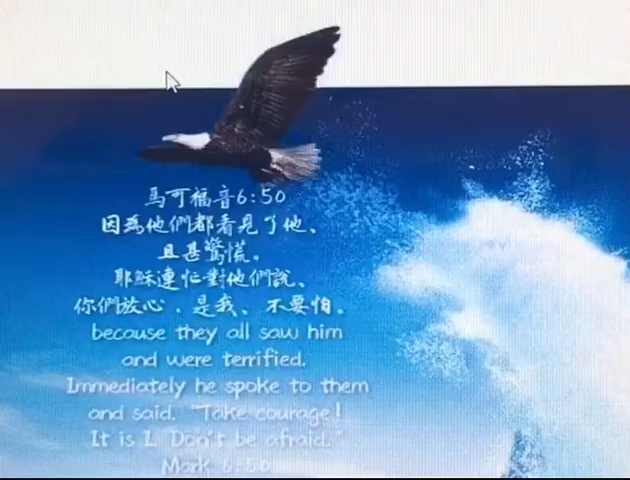 馬可福音6:50
因為他們都看見了他、
且甚驚慌。
耶穌連忙對他們說、
你們放心．是我、不要怕。
because they all saw him
and were terrified.
Immediately he spoke to them
and said, "Take courage!
It is I. Don't be afraid."
Mark 6:50